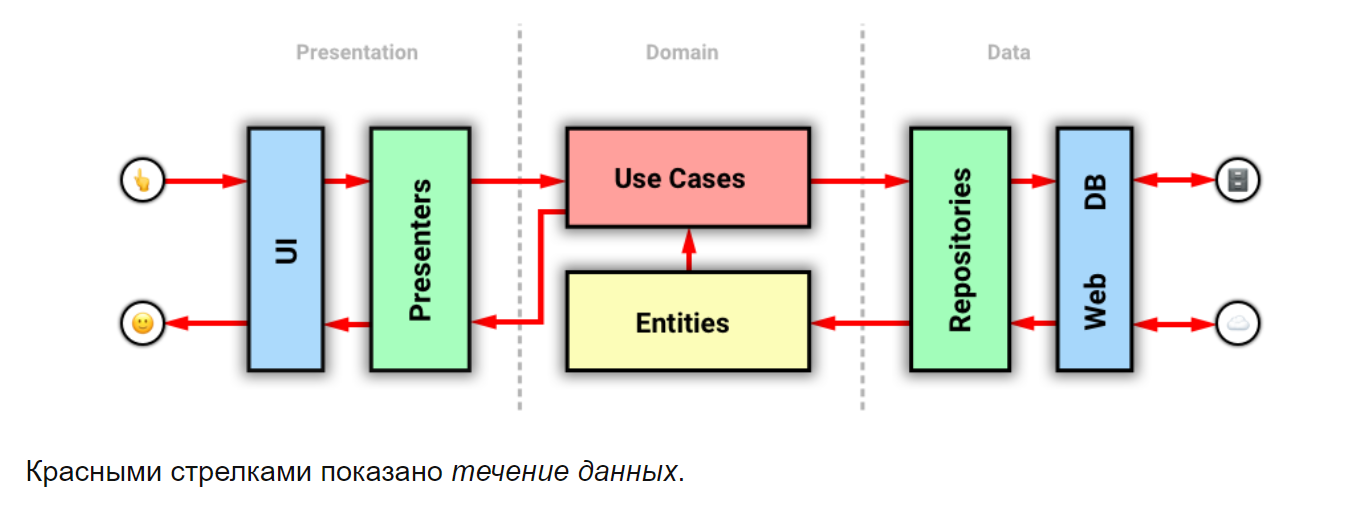 Presentation
Domain
Data
UI
Presenters
Use Cases
Entities
Repositories
DB
Web
Красными стрелками показано течение данных.